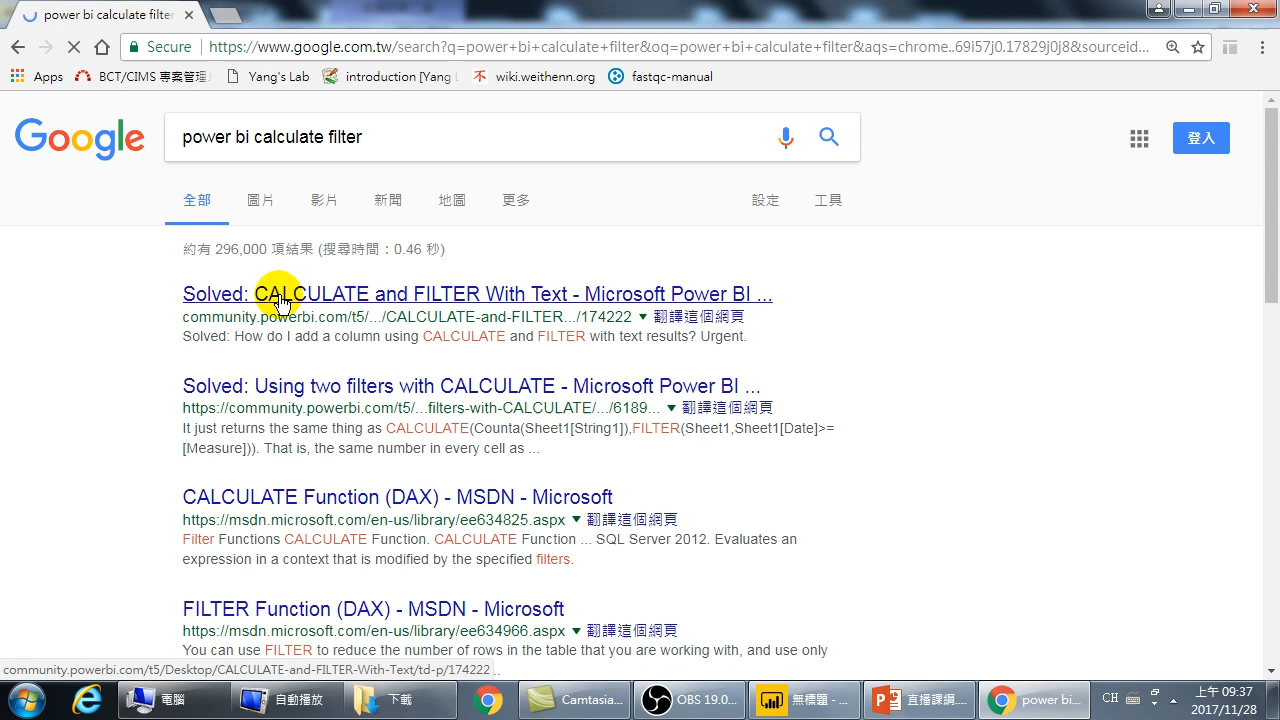 power bi calculate filter
Secure https://www.google.com.tw/search?q=power+bi+calculate+filter&oq=power+bi+calculate+filter&aqs=chrome..69i57j0.17829j0j8&sourceid...
Apps BCT/CIMS 專案管理 Yang's Lab introduction [Yang L wiki.weithenn.org fastqc-manual
Google power bi calculate filter 登入
全部 圖片 影片 新聞 地圖 更多 設定 工具
約有 296,000 項結果 (搜尋時間：0.46 秒)
Solved: CALCULATE and FILTER With Text - Microsoft Power BI ...
community.powerbi.com/t5/.../CALCULATE-and-FILTER.../174222 ▼ 翻譯這個網頁
Solved: How do I add a column using CALCULATE and FILTER with text results? Urgent.
Solved: Using two filters with CALCULATE - Microsoft Power BI ...
https://community.powerbi.com/t5/...filters-with-CALCULATE/.../6189... ▼ 翻譯這個網頁
It just returns the same thing as CALCULATE(Counta(Sheet1[String1]),FILTER(Sheet1,Sheet1[Date]>=
[Measure])). That is, the same number in every cell as ...
CALCULATE Function (DAX) - MSDN - Microsoft
https://msdn.microsoft.com/en-us/library/ee634825.aspx ▼ 翻譯這個網頁
Filter Functions CALCULATE Function. CALCULATE Function ... SQL Server 2012. Evaluates an
expression in a context that is modified by the specified filters.
FILTER Function (DAX) - MSDN - Microsoft
https://msdn.microsoft.com/en-us/library/ee634966.aspx ▼ 翻譯這個網頁
You can use FILTER to reduce the number of rows in the table that you are working with, and use only
community.powerbi.com/t5/Desktop/CALCULATE-and-FILTER-With-Text/td-p/174222
電腦 自動播放 下載 Camtasia... OBS 19.0... 無標題 - ... 直播課綱... power bi... CH 上午 09:37
2017/11/28